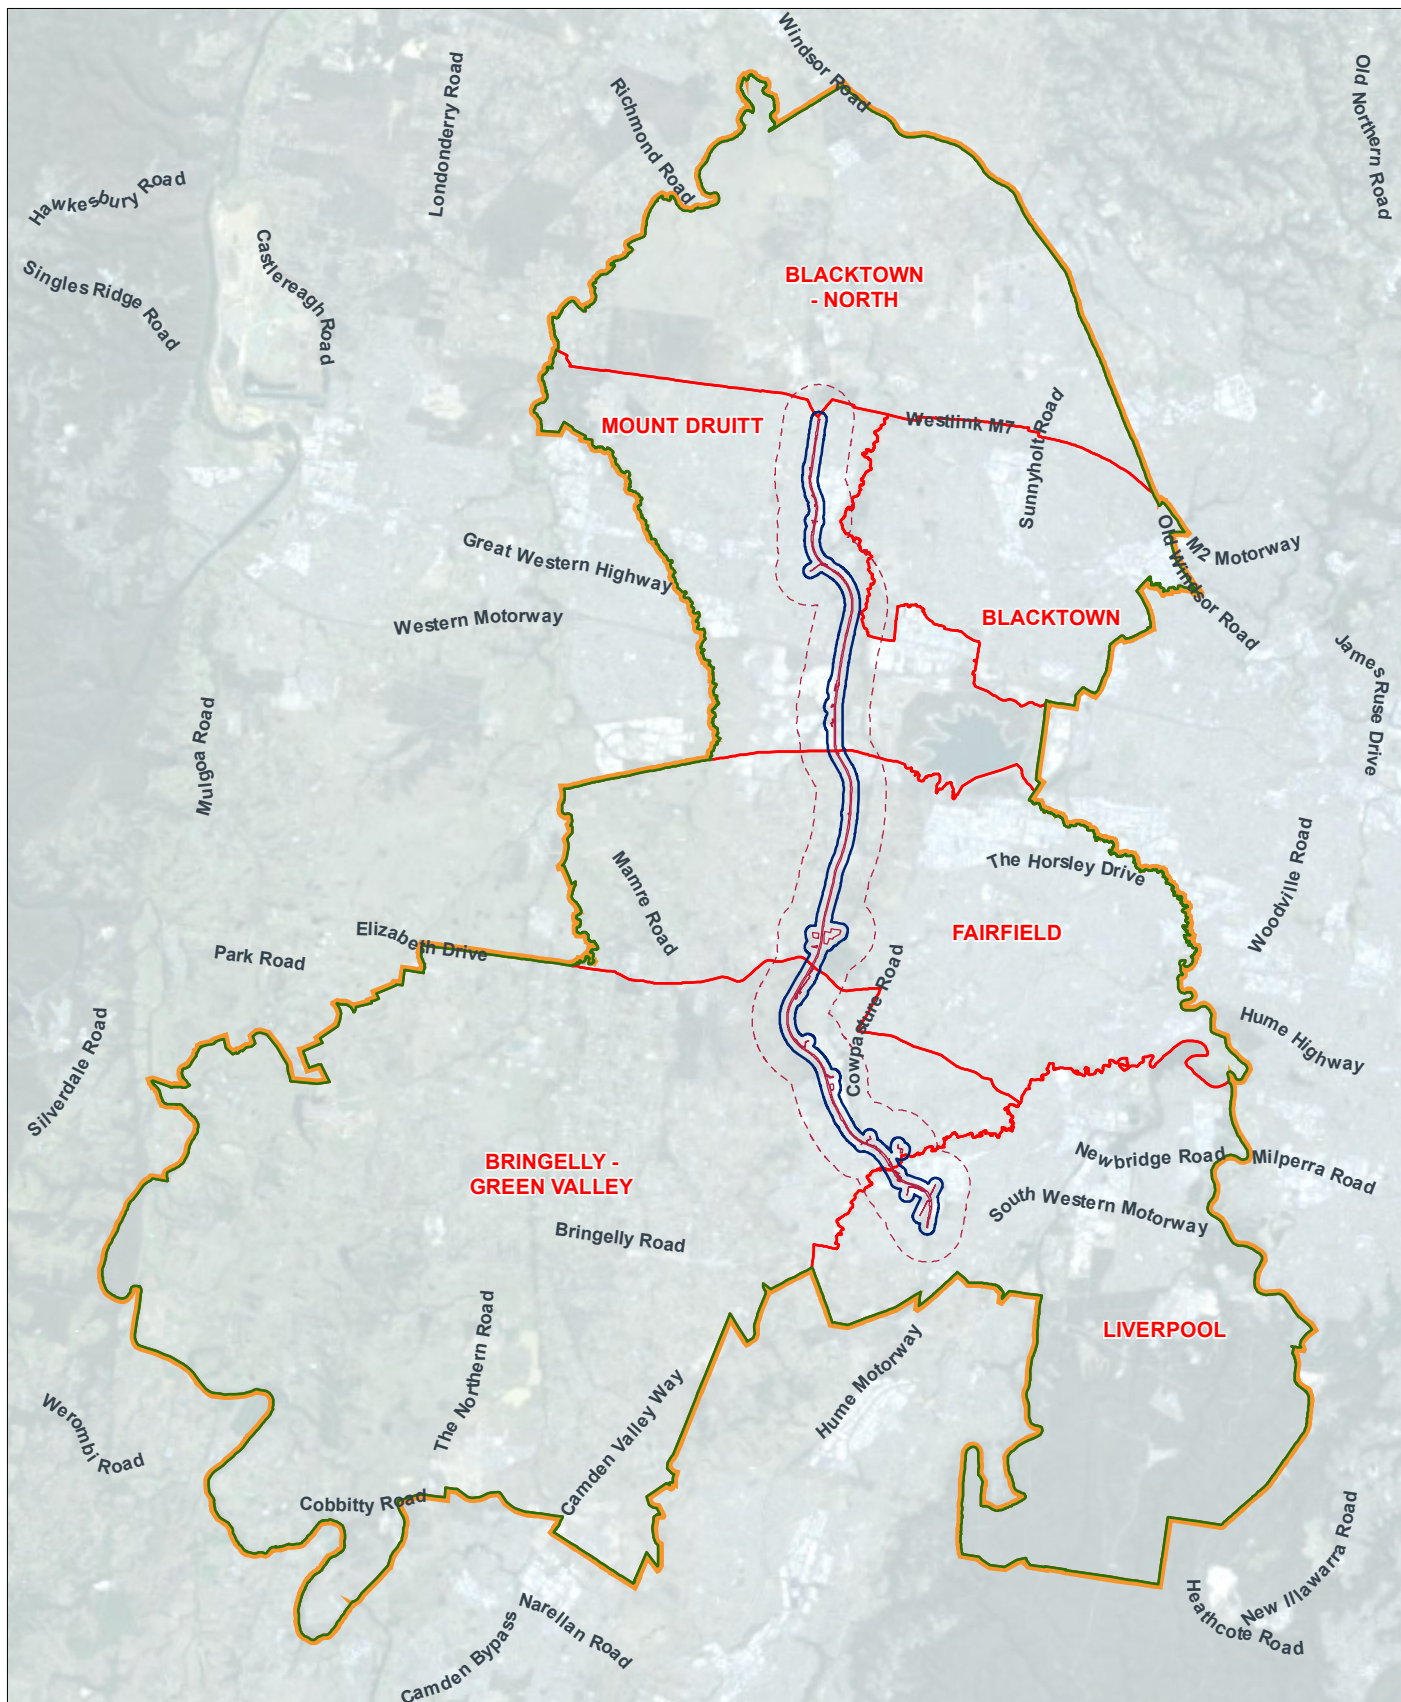 Windsor Road
Old Northern Road
Londonderry Road
Richmond Road
Hawkesbury Road
Castlereagh Road
Singles Ridge Road
BLACKTOWN
- NORTH
MOUNT DRUITT
Westlink M7
Sunnyholt Road
Great Western Highway
Old Windsor Road
M2 Motorway
Western Motorway
BLACKTOWN
James Ruse Drive
Mulgoa Road
The Horsley Drive
Woodville Road
Mamre Road
FAIRFIELD
Elizabeth Drive
Park Road
Cowpasture Road
Hume Highway
Silverdale Road
BRINGELLY -
GREEN VALLEY
Newbridge Road
Milperra Road
South Western Motorway
Bringelly Road
LIVERPOOL
The Northern Road
Hume Motorway
Camden Valley Way
Werombi Road
Cobbitty Road
New Illawarra Road
Heathcote Road
Narellan Road
Camden Bypass